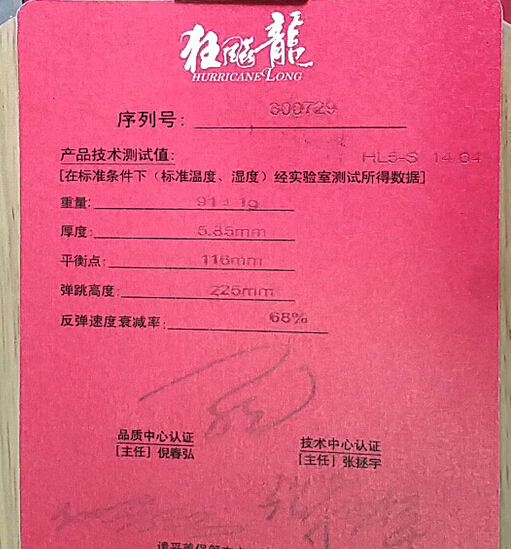 狂飚龍
HURRICANE LONG
序列号: 300729
产品技术测试值: HL5-S 14 64
[在标准条件下（标准温度、湿度）经实验室测试所得数据]
重量: 91 ± 1g
厚度: 5.85mm
平衡点: 116mm
弹跳高度: 225mm
反弹速度衰减率: 68%
品质中心认证 技术中心认证
[主任] 倪春弘 [主任] 张拯宇